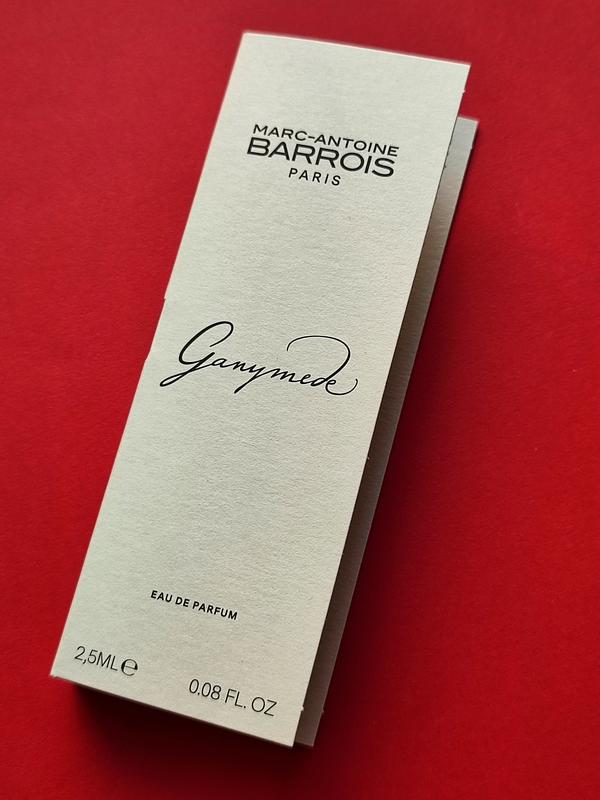 MARC-ANTOINE
BARROIS
PARIS
Ganymede
EAU DE PARFUM
2,5ML℮
0.08 FL. OZ